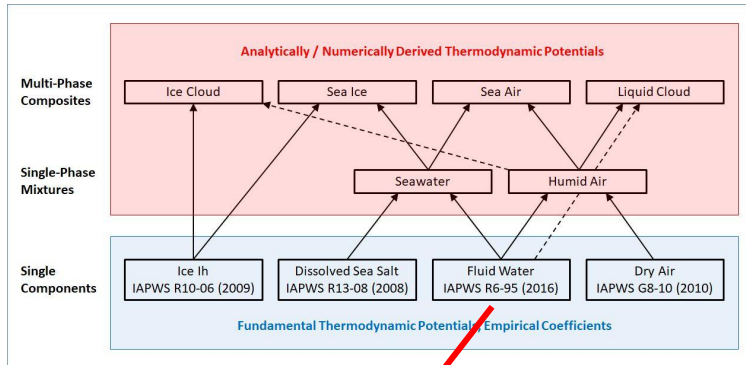 Analytically / Numerically Derived Thermodynamic Potentials
Multi-Phase
Composites
Ice Cloud
Sea Ice
Sea Air
Liquid Cloud
Single-Phase
Mixtures
Seawater
Humid Air
Single
Components
Ice Ih
IAPWS R10-06 (2009)
Dissolved Sea Salt
IAPWS R13-08 (2008)
Fluid Water
IAPWS R6-95 (2016)
Dry Air
IAPWS G8-10 (2010)
Fundamental Thermodynamic Potentials, Empirical Coefficients